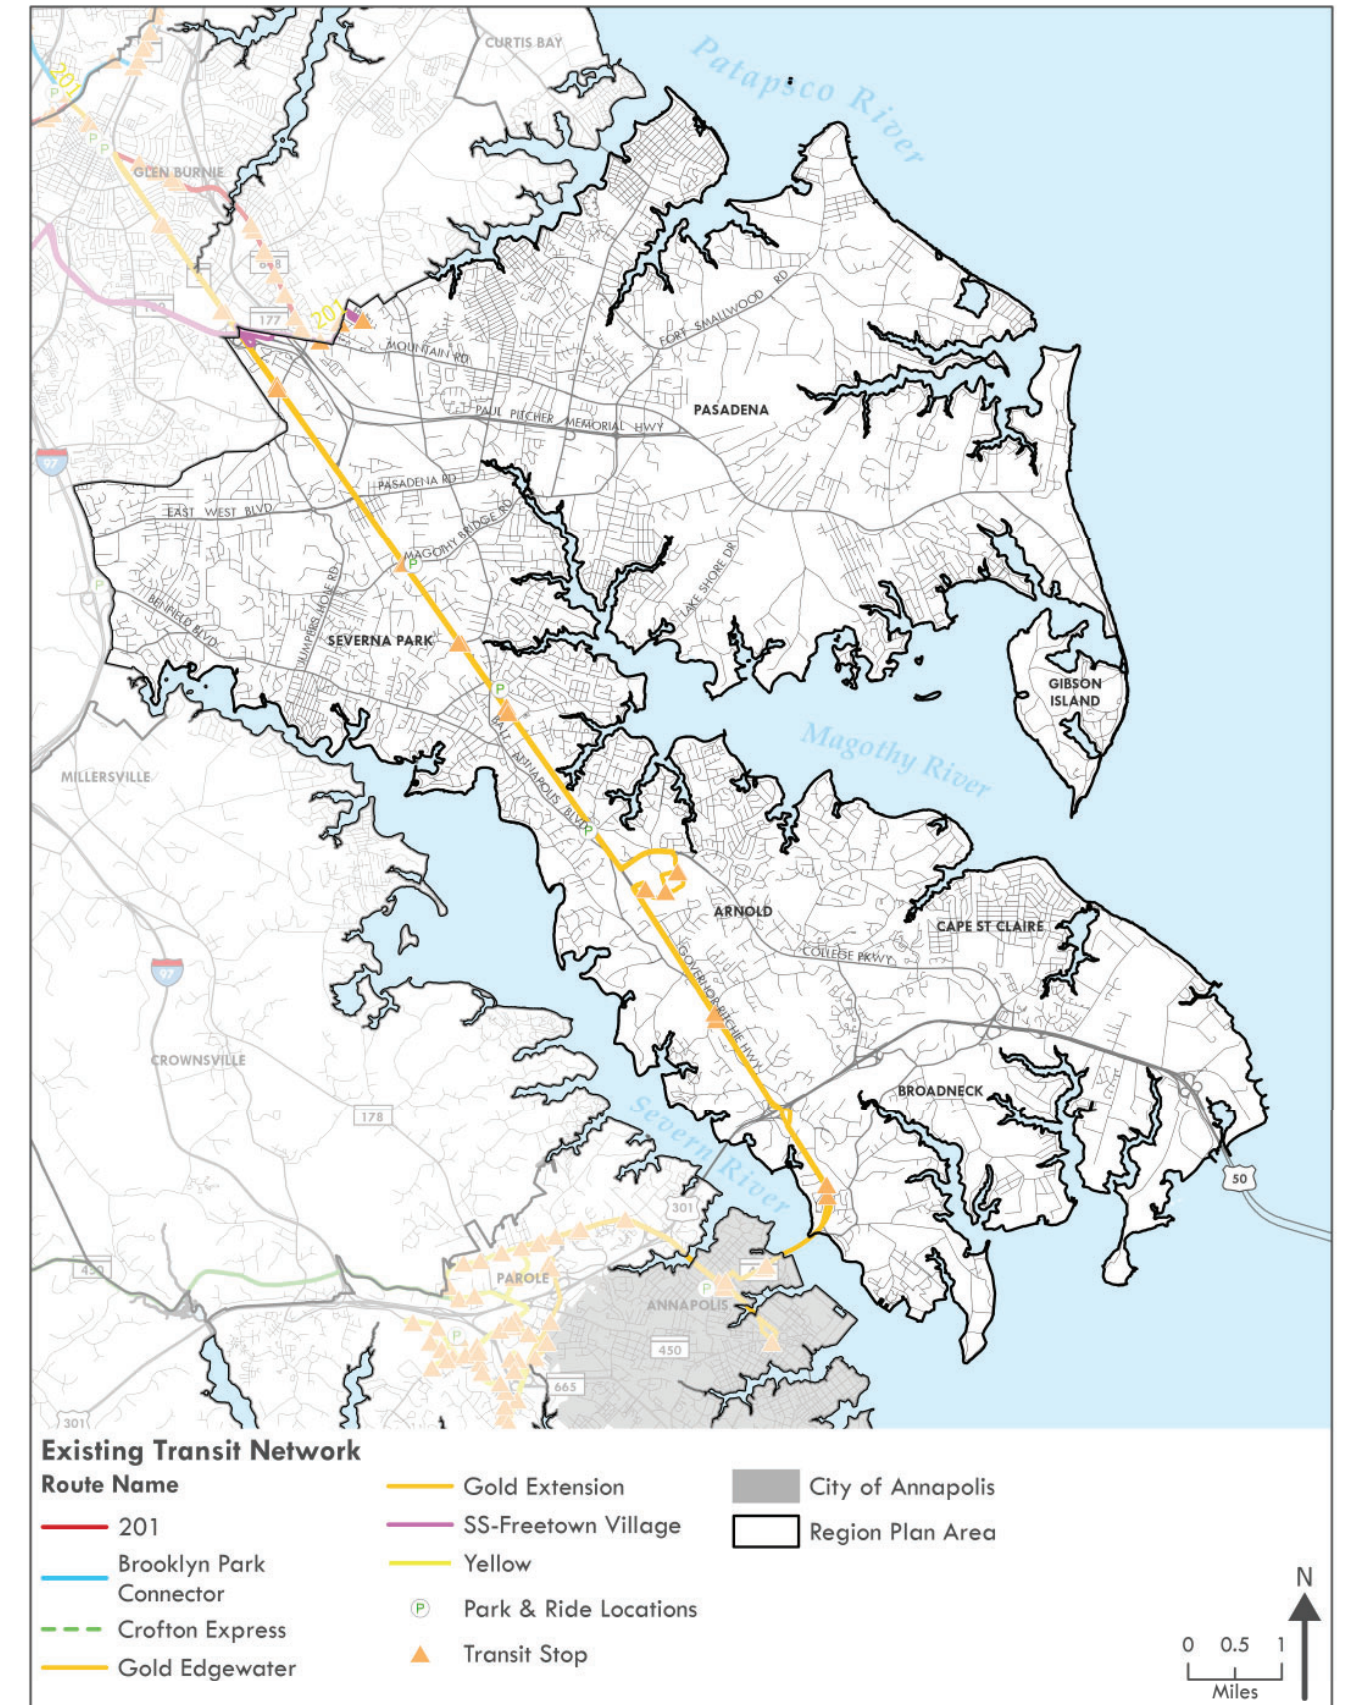 CURTIS BAY
Patapsco River
201
P
P
P
GLEN BURNIE
201
177
MOUNTAIN RD
FORT SMALLWOOD RD
PAUL PITCHER MEMORIAL HWY
PASADENA
97
PASADENA RD
EAST WEST BLVD
MAGOTHY BRIDGE RD
P
P
LAKE SHORE DR
BENFIELD BLVD
JUMPERS HOLE RD
SEVERNA PARK
P
GIBSON
ISLAND
BALT ANNAPOLIS BLVD
Magothy River
MILLERSVILLE
P
ARNOLD
CAPE ST CLAIRE
COLLEGE PKWY
GOVERNOR RITCHIE HWY
97
CROWNSVILLE
BROADNECK
178
Severn River
50
301
450
PAROLE
ANNAPOLIS
P
P
450
665
301
Existing Transit Network
Route Name
201
Brooklyn Park
Connector
Crofton Express
Gold Edgewater
Gold Extension
SS-Freetown Village
Yellow
P Park & Ride Locations
Transit Stop
City of Annapolis
Region Plan Area
N
0 0.5 1
Miles